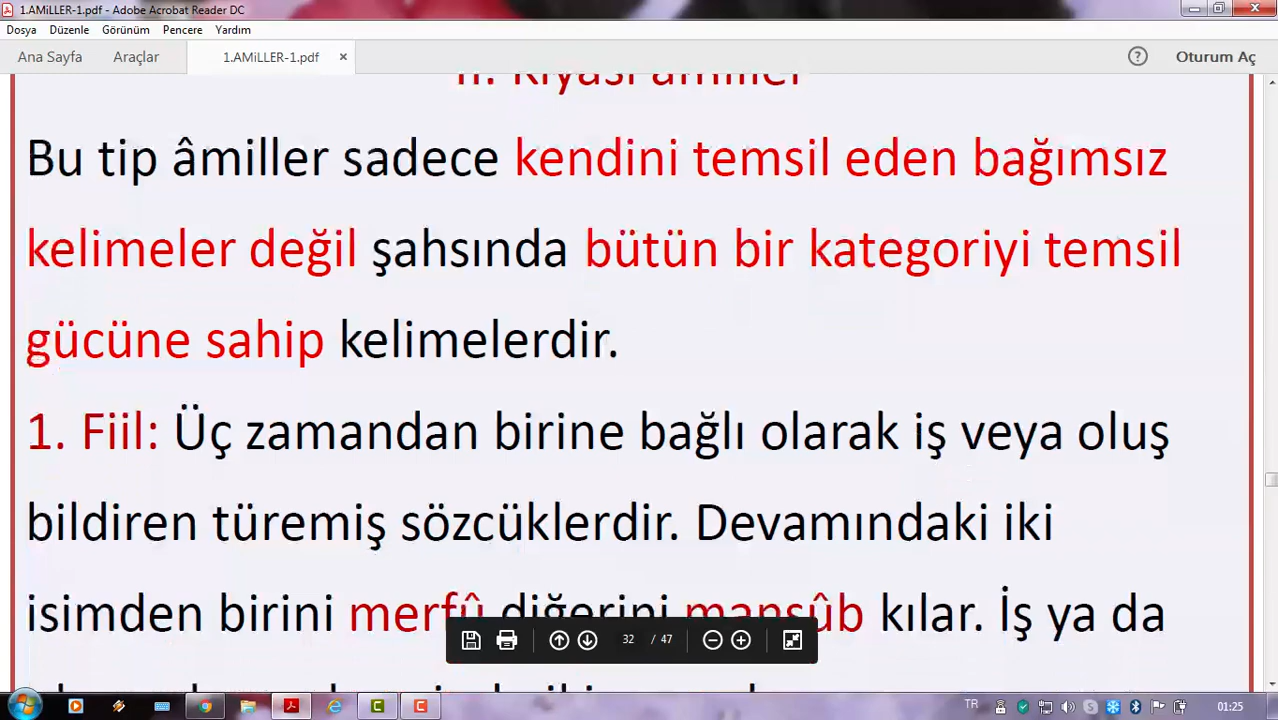 1.AMiLLER-1.pdf - Adobe Acrobat Reader DC
Dosya Düzenle Görünüm Pencere Yardım
Ana Sayfa Araçlar 1.AMiLLER-1.pdf × ? Oturum Aç
II. Kıyâsî âmiller
Bu tip âmiller sadece kendini temsil eden bağımsız
kelimeler değil şahsında bütün bir kategoriyi temsil
gücüne sahip kelimelerdir.
1. Fiil: Üç zamandan birine bağlı olarak iş veya oluş
bildiren türemiş sözcüklerdir. Devamındaki iki
isimden birini merfû diğerini mansûb kılar. İş ya da
32 / 47
TR 01:25